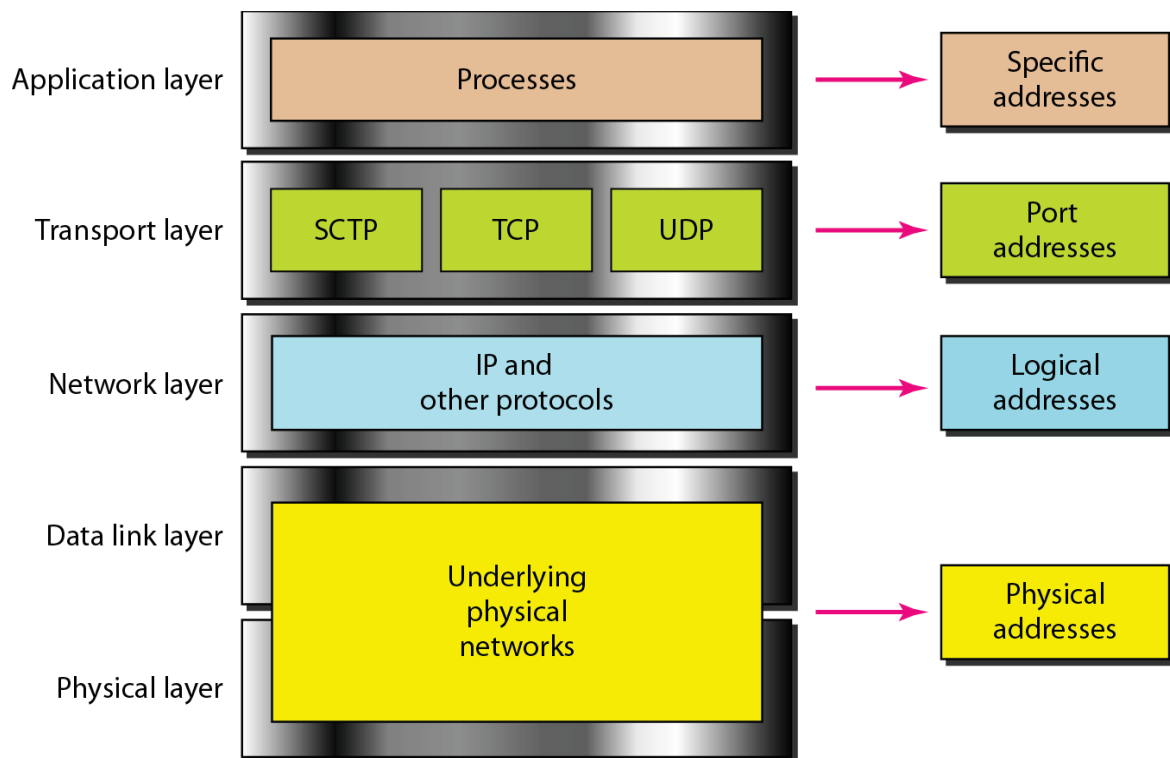 Application layer
Processes
Specific
addresses
Transport layer
SCTP
TCP
UDP
Port
addresses
Network layer
IP and
other protocols
Logical
addresses
Data link layer
Underlying
physical
networks
Physical
addresses
Physical layer